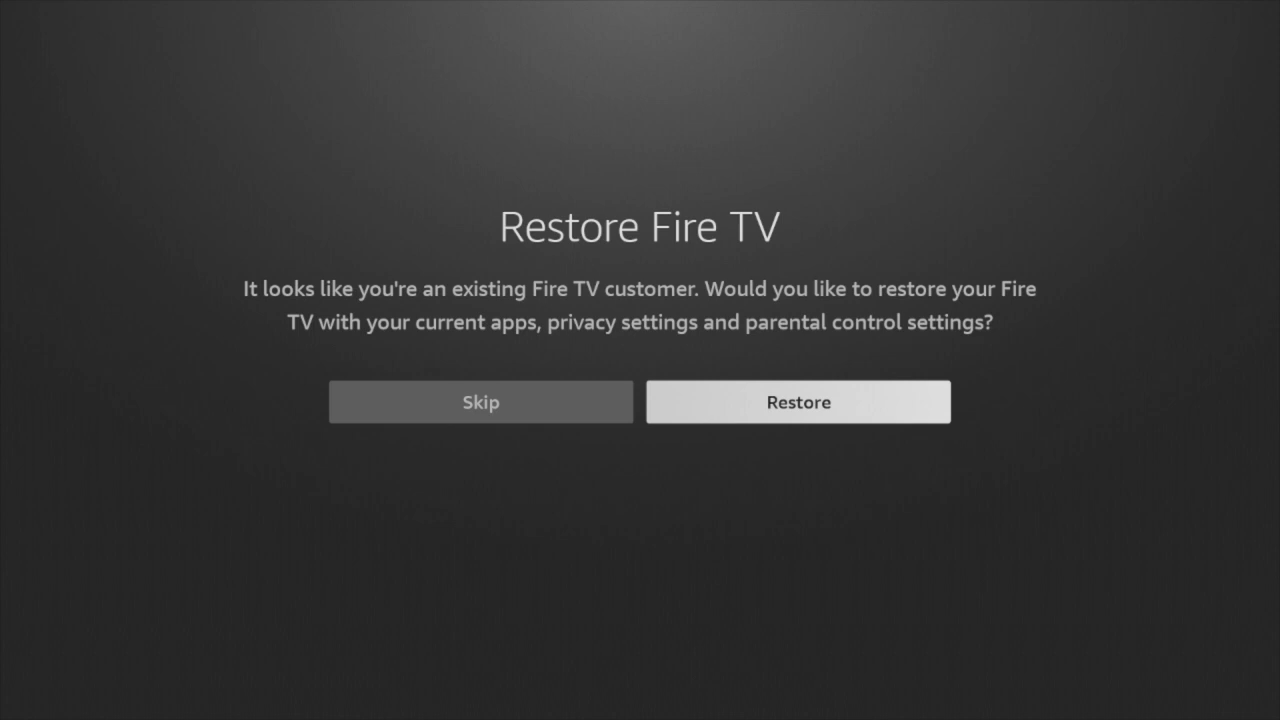 Restore Fire TV
It looks like you're an existing Fire TV customer. Would you like to restore your Fire
TV with your current apps, privacy settings and parental control settings?
Skip
Restore